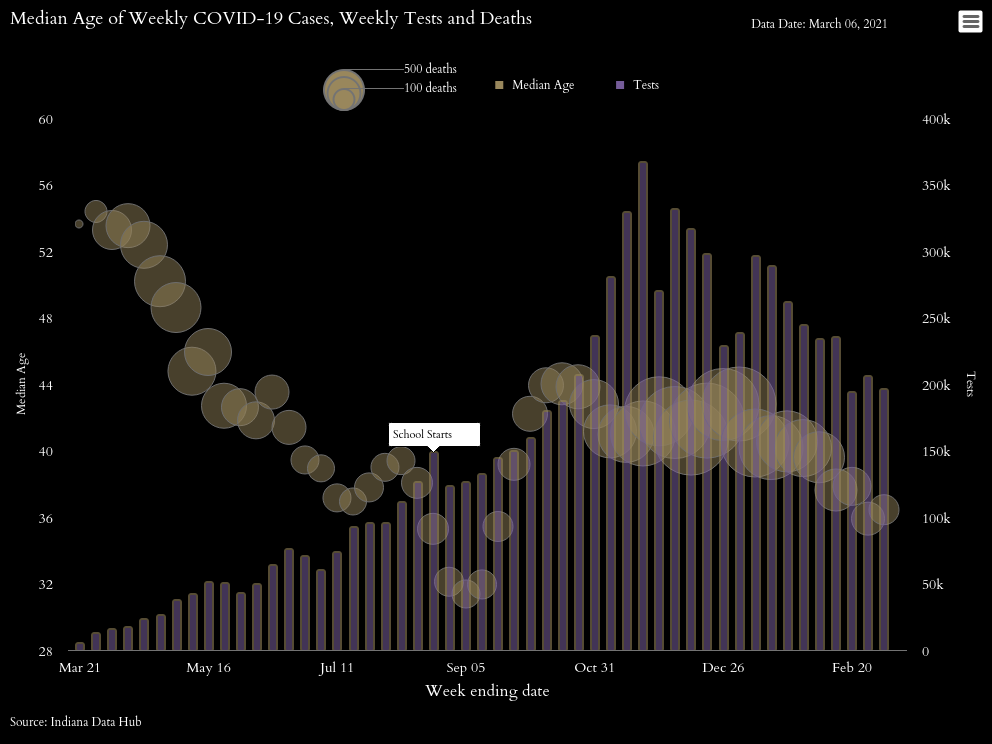 Median Age of Weekly COVID-19 Cases, Weekly Tests and Deaths
Data Date: March 06, 2021
500 deaths
100 deaths
Median Age
Tests
60
56
52
48
44
40
36
32
28
400k
350k
300k
250k
200k
150k
100k
50k
0
Median Age
Tests
School Starts
Mar 21
May 16
Jul 11
Sep 05
Oct 31
Dec 26
Feb 20
Week ending date
Source: Indiana Data Hub